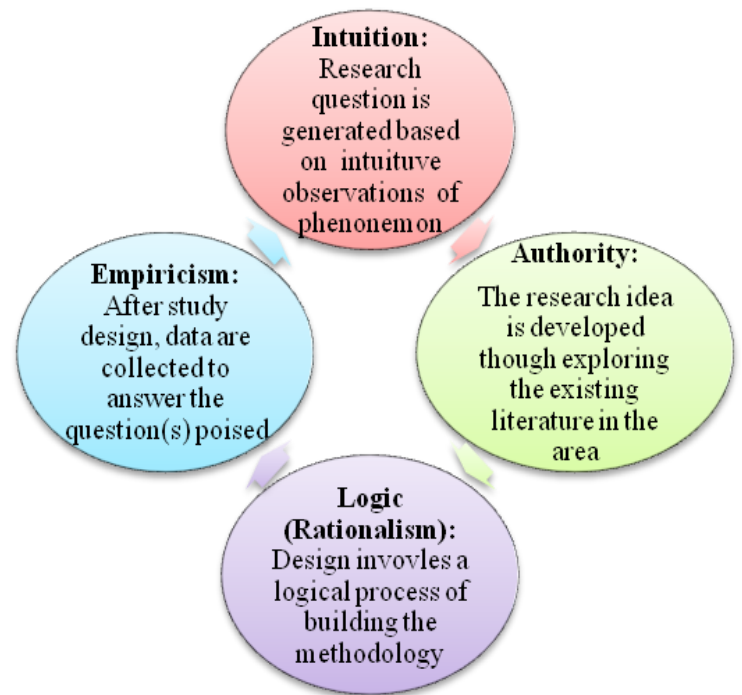 Intuition:
Research
question is
generated based
on intuituve
observations of
phenonemon
Authority:
The research idea
is developed
though exploring
the existing
literature in the
area
Logic
(Rationalism):
Design invovles a
logical process of
building the
methodology
Empiricism:
After study
design, data are
collected to
answer the
question(s) poised